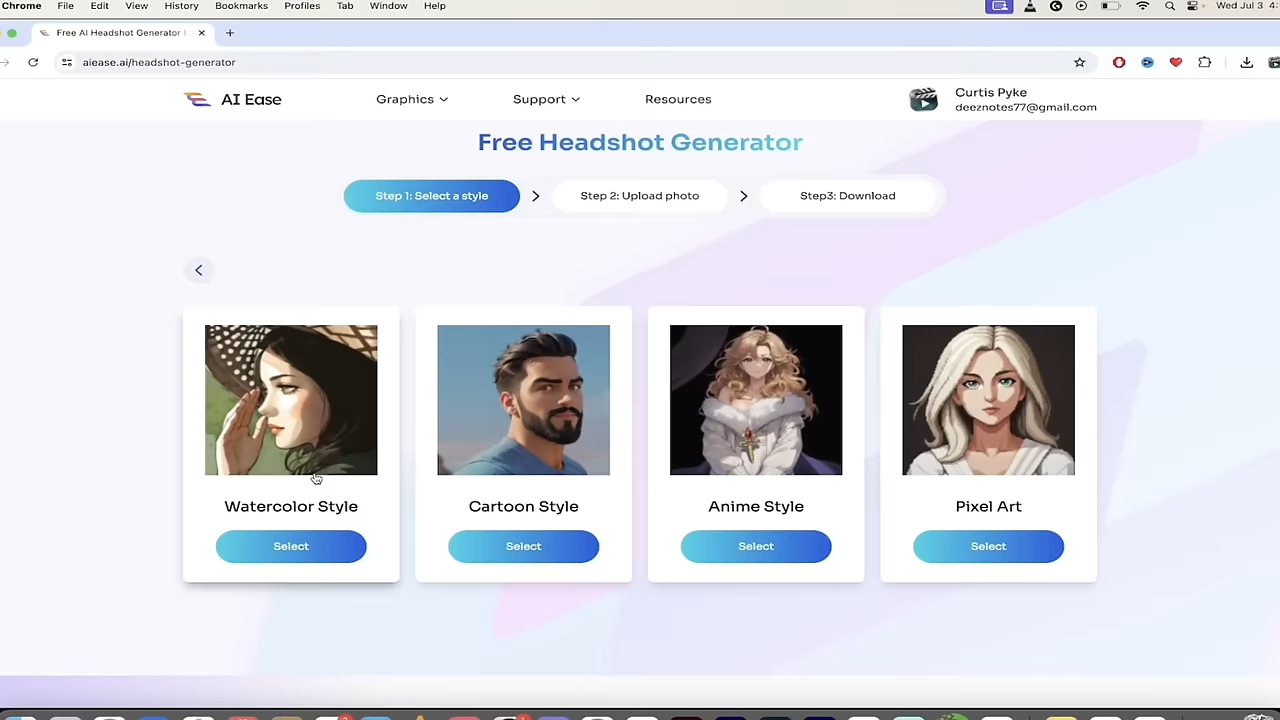 Chrome File Edit View History Bookmarks Profiles Tab Window Help Wed Jul 3 4:
Free AI Headshot Generator
aiease.ai/headshot-generator
AI Ease Graphics Support Resources
Curtis Pyke
deeznotes77@gmail.com
Free Headshot Generator
Step 1: Select a style Step 2: Upload photo Step3: Download
Watercolor Style Cartoon Style Anime Style Pixel Art
Select Select Select Select